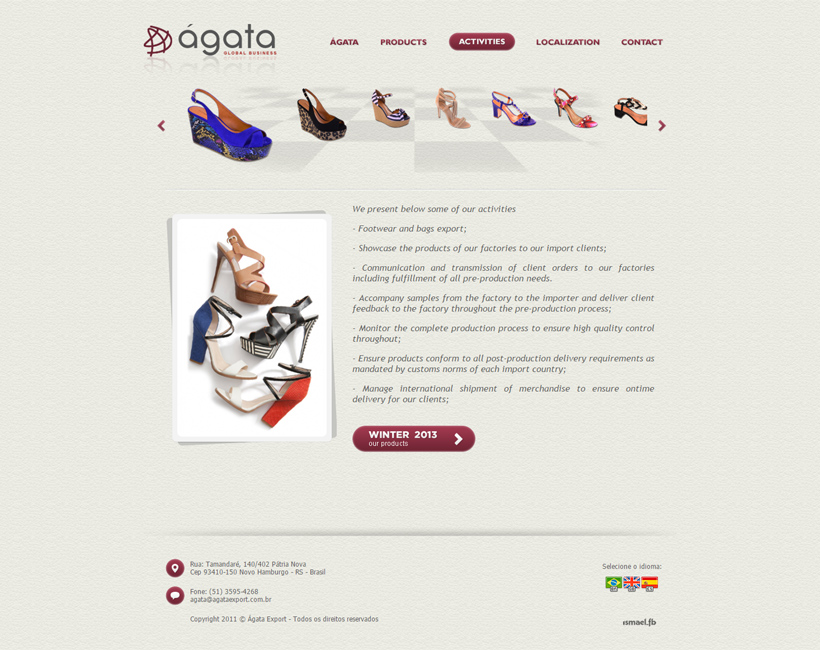 ágata
GLOBAL BUSINESS
ÁGATA PRODUCTS ACTIVITIES LOCALIZATION CONTACT
We present below some of our activities
- Footwear and bags export;
- Showcase the products of our factories to our import clients;
- Communication and transmission of client orders to our factories
including fulfillment of all pre-production needs.
- Accompany samples from the factory to the importer and deliver client
feedback to the factory throughout the pre-production process;
- Monitor the complete production process to ensure high quality control
throughout;
- Ensure products conform to all post-production delivery requirements as
mandated by customs norms of each import country;
- Manage international shipment of merchandise to ensure ontime
delivery for our clients;
WINTER 2013
our products
Rua: Tamandaré, 140/402 Pátria Nova
Cep 93410-150 Novo Hamburgo - RS - Brasil
Fone: (51) 3595-4268
agata@agataexport.com.br
Copyright 2011 © Ágata Export - Todos os direitos reservados
Selecione o idioma:
ismael.fb